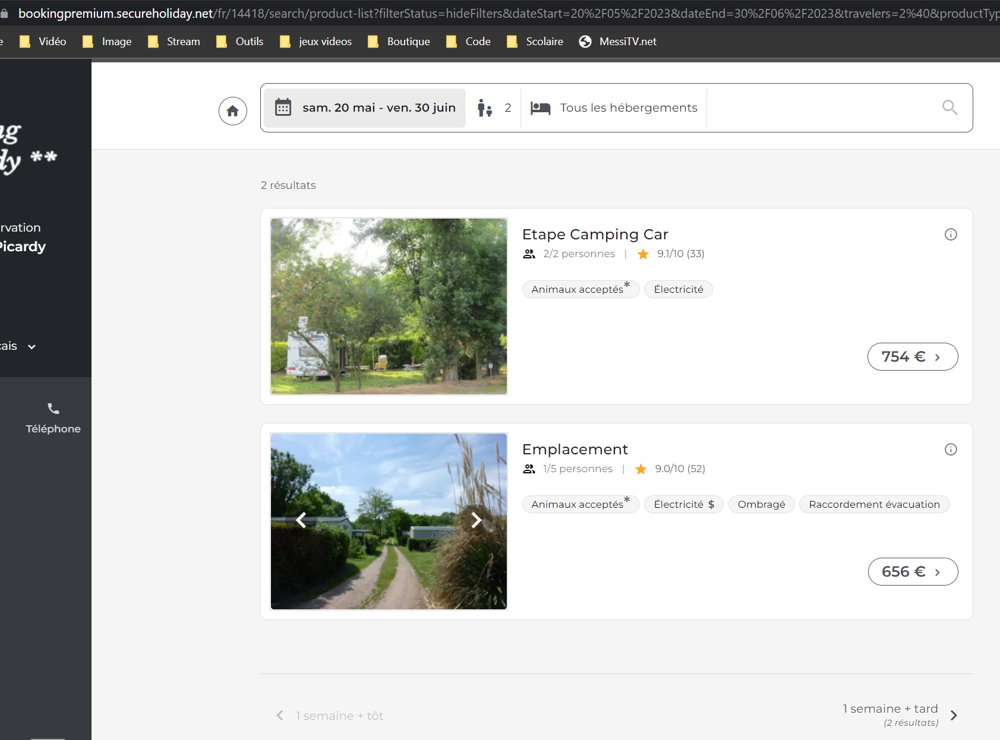 bookingpremium.secureholiday.net/fr/14418/search/product-list?filterStatus=hideFilters&dateStart=20%2F05%2F2023&dateEnd=30%2F06%2F2023&travelers=2%40&productTyp
e Vidéo Image Stream Outils jeux videos Boutique Code Scolaire MessiTV.net
sam. 20 mai - ven. 30 juin 2 Tous les hébergements
ng
dy **
rvation
Picardy
çais
Téléphone
2 résultats
Etape Camping Car
2/2 personnes | 9.1/10 (33)
Animaux acceptés* Électricité
754 € >
Emplacement
1/5 personnes | 9.0/10 (52)
Animaux acceptés* Électricité $ Ombragé Raccordement évacuation
656 € >
< 1 semaine + tôt
1 semaine + tard >
(2 résultats)